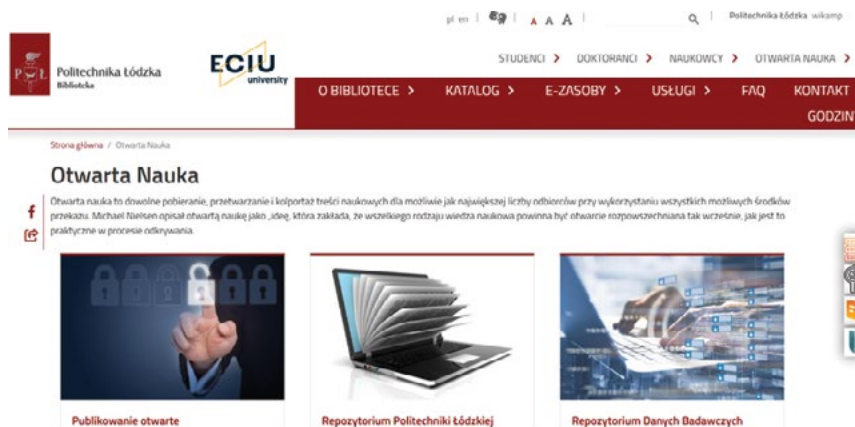 pl en
A A A
Politechnika Łódzka wikamp
Politechnika Łódzka
Biblioteka
ECIU
university
STUDENCI > DOKTORANCI > NAUKOWCY > OTWARTA NAUKA >
O BIBLIOTECE > KATALOG > E-ZASOBY > USŁUGI > FAQ KONTAKT
GODZIN
Strona główna / Otwarta Nauka
Otwarta Nauka
Otwarta nauka to dowolne pobieranie, przetwarzanie i kolportaż treści naukowych dla możliwie jak największej liczby odbiorców przy wykorzystaniu wszystkich możliwych środków
przekazu. Michael Nielsen opisał otwartą naukę jako „ideę, która zakłada, że wszelkiego rodzaju wiedza naukowa powinna być otwarcie rozpowszechniana tak wcześnie, jak jest to
praktyczne w procesie odkrywania.
Publikowanie otwarte
Repozytorium Politechniki Łódzkiej
Repozytorium Danych Badawczych